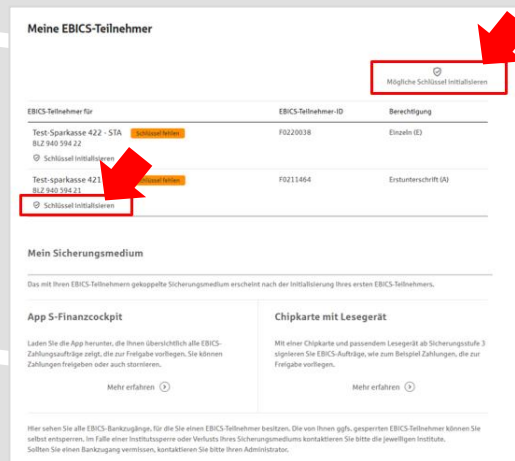 Meine EBICS-Teilnehmer
Mögliche Schlüssel initialisieren
EBICS-Teilnehmer für EBICS-Teilnehmer-ID Berechtigung
Test-Sparkasse 422 - STA Schlüssel fehlen F0220038 Einzeln (E)
BLZ 940 594 22
Schlüssel initialisieren
Test-sparkasse 421 Schlüssel fehlen F0211464 Erstunterschrift (A)
BLZ 940 594 21
Schlüssel initialisieren
Mein Sicherungsmedium
Das mit Ihren EBICS-Teilnehmern gekoppelte Sicherungsmedium erscheint nach der Initialisierung Ihres ersten EBICS-Teilnehmers.
App S-Finanzcockpit
Laden Sie die App herunter, die Ihnen übersichtlich alle EBICS-
Zahlungsaufträge zeigt, die zur Freigabe vorliegen. Sie können
Zahlungen freigeben oder auch stornieren.
Mehr erfahren
Chipkarte mit Lesegerät
Mit einer Chipkarte und passendem Lesegerät ab Sicherungsstufe 3
signieren Sie EBICS-Aufträge, wie zum Beispiel Zahlungen, die zur
Freigabe vorliegen.
Mehr erfahren
Hier sehen Sie alle EBICS-Bankzugänge, für die Sie einen EBICS-Teilnehmer besitzen. Die von Ihnen ggfs. gesperrten EBICS-Teilnehmer können Sie
selbst entsperren. Im Falle einer Institutssperre oder Verlusts Ihres Sicherungsmediums kontaktieren Sie bitte die jeweiligen Institute.
Sollten Sie einen Bankzugang vermissen, kontaktieren Sie bitte Ihren Administrator.